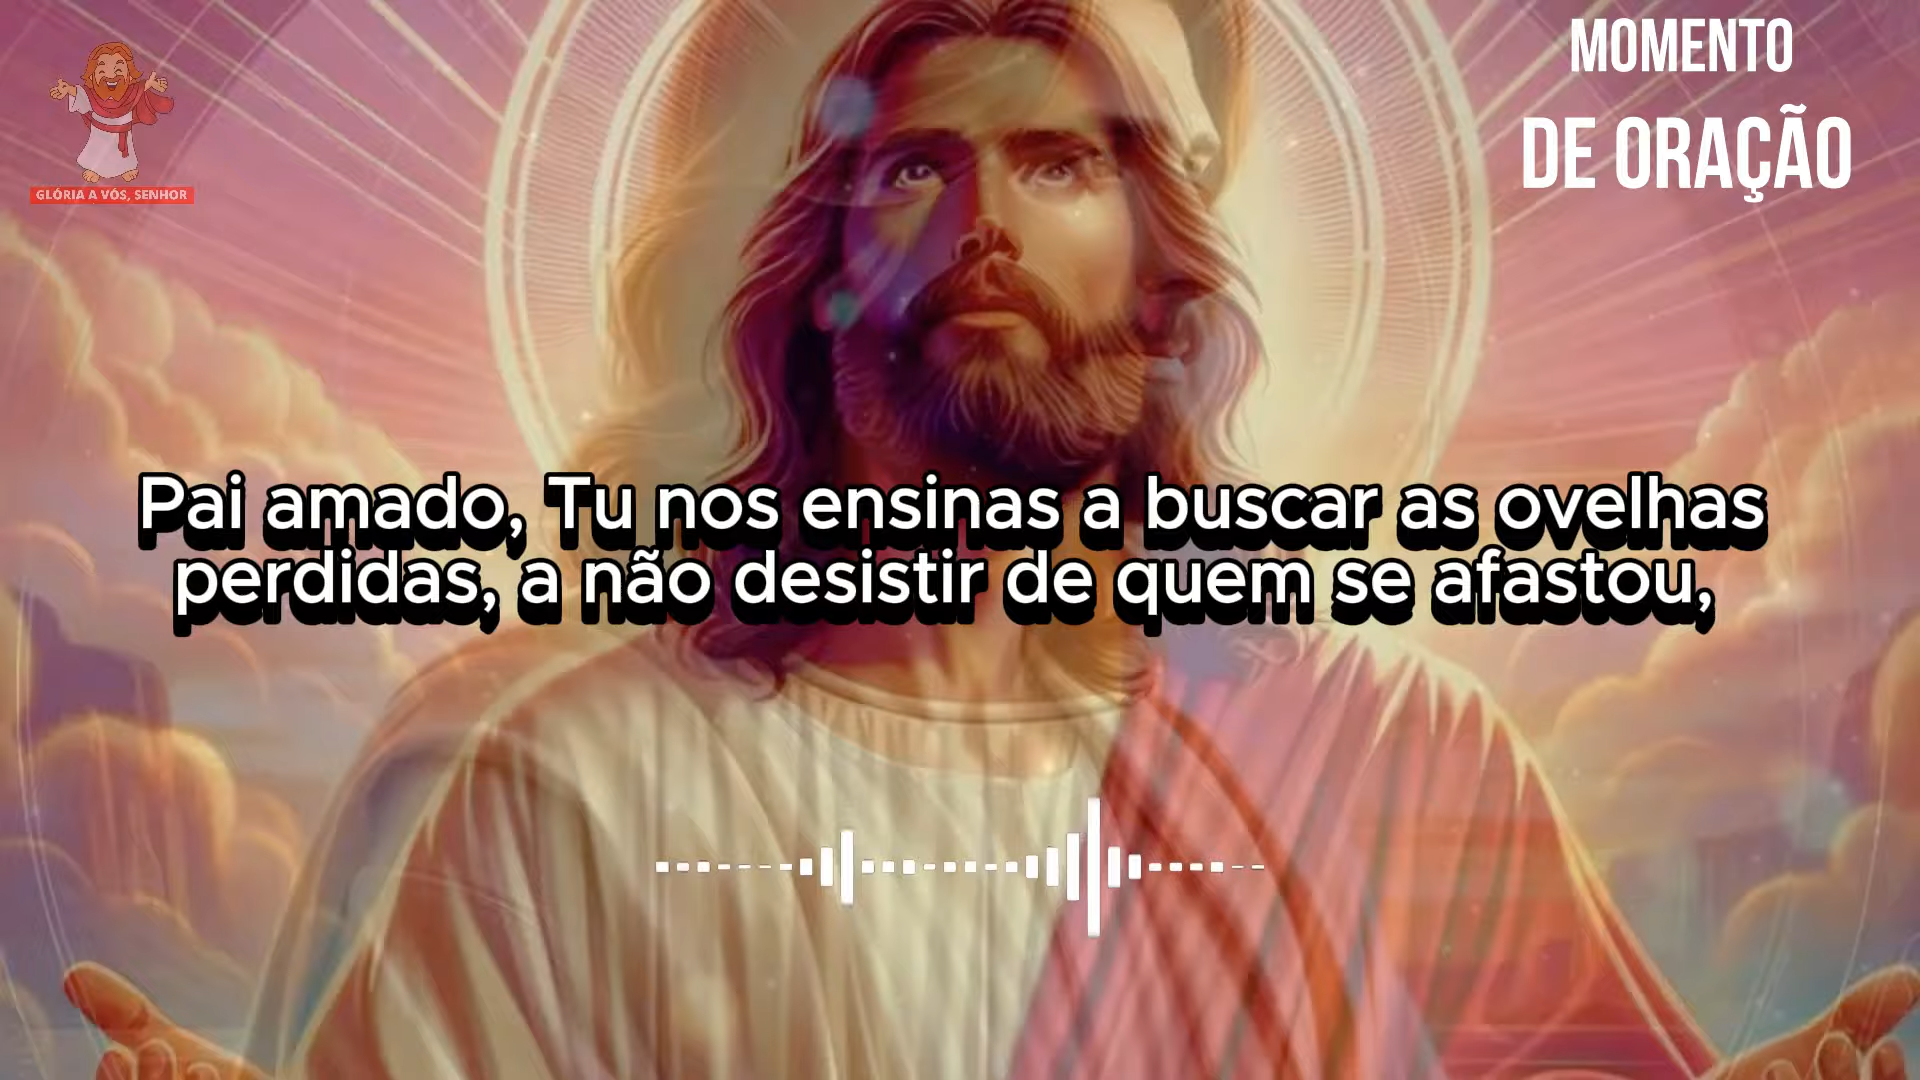 MOMENTO
DE ORAÇÃO
GLÓRIA A VÓS, SENHOR
Pai amado, Tu nos ensinas a buscar as ovelhas
perdidas, a não desistir de quem se afastou,